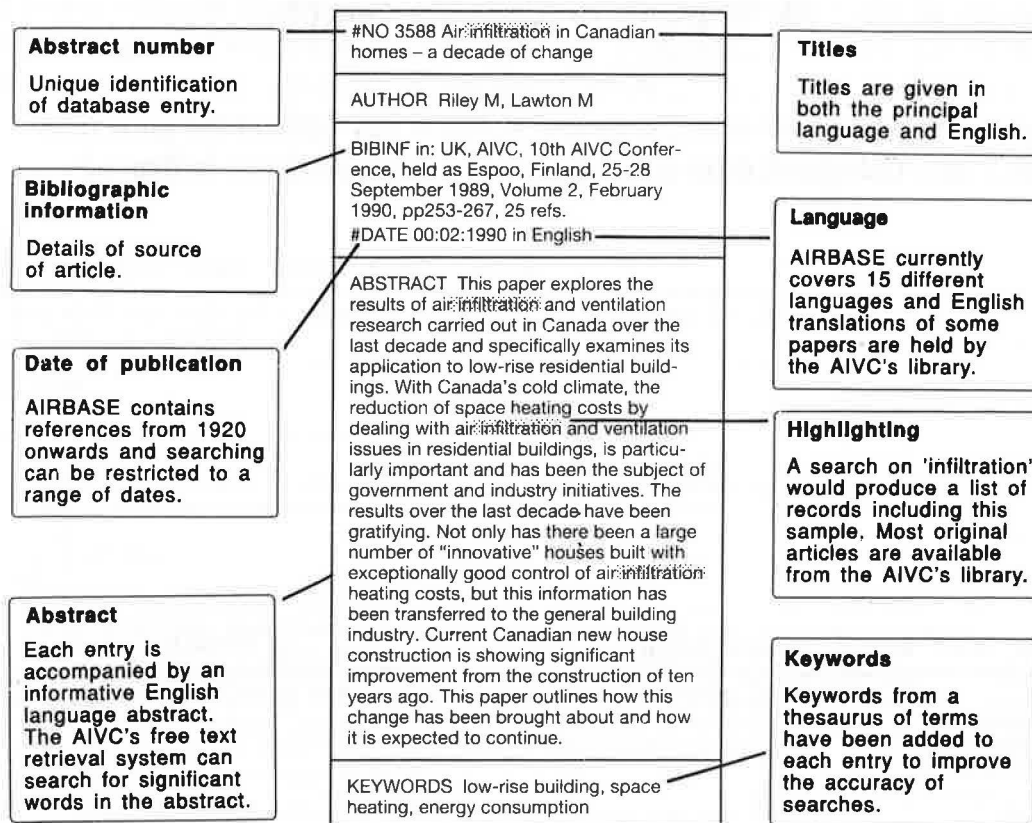 Abstract number
Unique identification
of database entry.
Bibliographic
information
Details of source
of article.
Date of publication
AIRBASE contains
references from 1920
onwards and searching
can be restricted to a
range of dates.
Abstract
Each entry is
accompanied by an
informative English
language abstract.
The AIVC's free text
retrieval system can
search for significant
words in the abstract.
#NO 3588 Air infiltration in Canadian
homes – a decade of change
AUTHOR Riley M, Lawton M
BIBINF in: UK, AIVC, 10th AIVC Confer-
ence, held as Espoo, Finland, 25-28
September 1989, Volume 2, February
1990, pp253-267, 25 refs.
#DATE 00:02:1990 in English
ABSTRACT This paper explores the
results of air infiltration and ventilation
research carried out in Canada over the
last decade and specifically examines its
application to low-rise residential build-
ings. With Canada's cold climate, the
reduction of space heating costs by
dealing with air infiltration and ventilation
issues in residential buildings, is particu-
larly important and has been the subject of
government and industry initiatives. The
results over the last decade have been
gratifying. Not only has there been a large
number of "innovative" houses built with
exceptionally good control of air infiltration
heating costs, but this information has
been transferred to the general building
industry. Current Canadian new house
construction is showing significant
improvement from the construction of ten
years ago. This paper outlines how this
change has been brought about and how
it is expected to continue.
KEYWORDS low-rise building, space
heating, energy consumption
Titles
Titles are given in
both the principal
language and English.
Language
AIRBASE currently
covers 15 different
languages and English
translations of some
papers are held by
the AIVC's library.
Highlighting
A search on 'infiltration'
would produce a list of
records including this
sample. Most original
articles are available
from the AIVC's library.
Keywords
Keywords from a
thesaurus of terms
have been added to
each entry to improve
the accuracy of
searches.